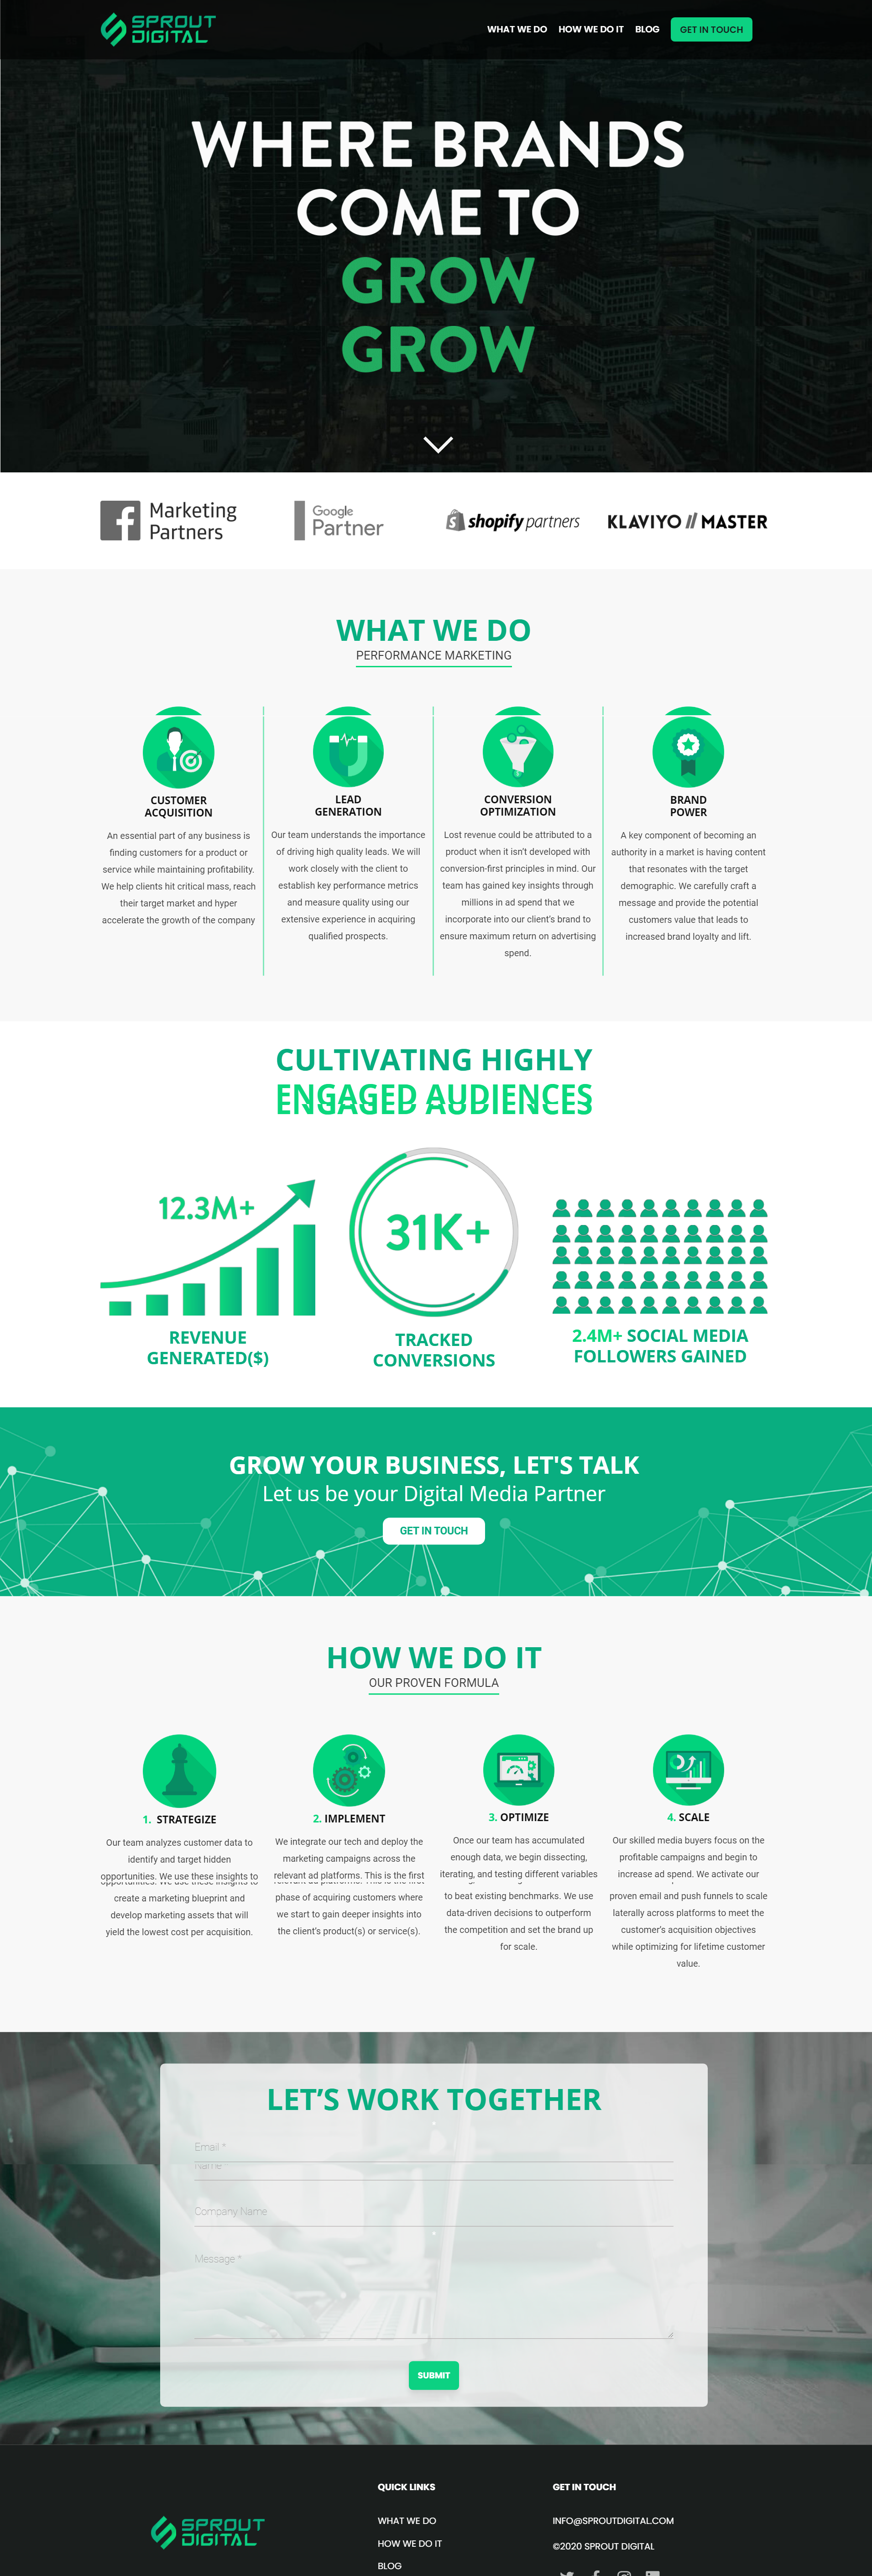 SPROUT
DIGITAL
WHAT WE DO
HOW WE DO IT
BLOG
GET IN TOUCH
WHERE BRANDS
COME TO
GROW
GROW
Marketing
Partners
Google
Partner
shopify partners
KLAVIYO // MASTER
WHAT WE DO
PERFORMANCE MARKETING
CUSTOMER
ACQUISITION
An essential part of any business is
finding customers for a product or
service while maintaining profitability.
We help clients hit critical mass, reach
their target market and hyper
accelerate the growth of the company
LEAD
GENERATION
Our team understands the importance
of driving high quality leads. We will
work closely with the client to
establish key performance metrics
and measure quality using our
extensive experience in acquiring
qualified prospects.
CONVERSION
OPTIMIZATION
Lost revenue could be attributed to a
product when it isn’t developed with
conversion-first principles in mind. Our
team has gained key insights through
millions in ad spend that we
incorporate into our client’s brand to
ensure maximum return on advertising
spend.
BRAND
POWER
A key component of becoming an
authority in a market is having content
that resonates with the target
demographic. We carefully craft a
message and provide the potential
customers value that leads to
increased brand loyalty and lift.
CULTIVATING HIGHLY
ENGAGED AUDIENCES
12.3M+
REVENUE
GENERATED($)
31K+
TRACKED
CONVERSIONS
2.4M+ SOCIAL MEDIA
FOLLOWERS GAINED
GROW YOUR BUSINESS, LET'S TALK
Let us be your Digital Media Partner
GET IN TOUCH
HOW WE DO IT
OUR PROVEN FORMULA
1. STRATEGIZE
Our team analyzes customer data to
identify and target hidden
opportunities. We use these insights to
create a marketing blueprint and
develop marketing assets that will
yield the lowest cost per acquisition.
2. IMPLEMENT
We integrate our tech and deploy the
marketing campaigns across the
relevant ad platforms. This is the first
phase of acquiring customers where
we start to gain deeper insights into
the client’s product(s) or service(s).
3. OPTIMIZE
Once our team has accumulated
enough data, we begin dissecting,
iterating, and testing different variables
to beat existing benchmarks. We use
data-driven decisions to outperform
the competition and set the brand up
for scale.
4. SCALE
Our skilled media buyers focus on the
profitable campaigns and begin to
increase ad spend. We activate our
proven email and push funnels to scale
laterally across platforms to meet the
customer’s acquisition objectives
while optimizing for lifetime customer
value.
LET’S WORK TOGETHER
Email *
Name
Company Name
Message *
SUBMIT
SPROUT
DIGITAL
QUICK LINKS
WHAT WE DO
HOW WE DO IT
BLOG
GET IN TOUCH
INFO@SPROUTDIGITAL.COM
©2020 SPROUT DIGITAL